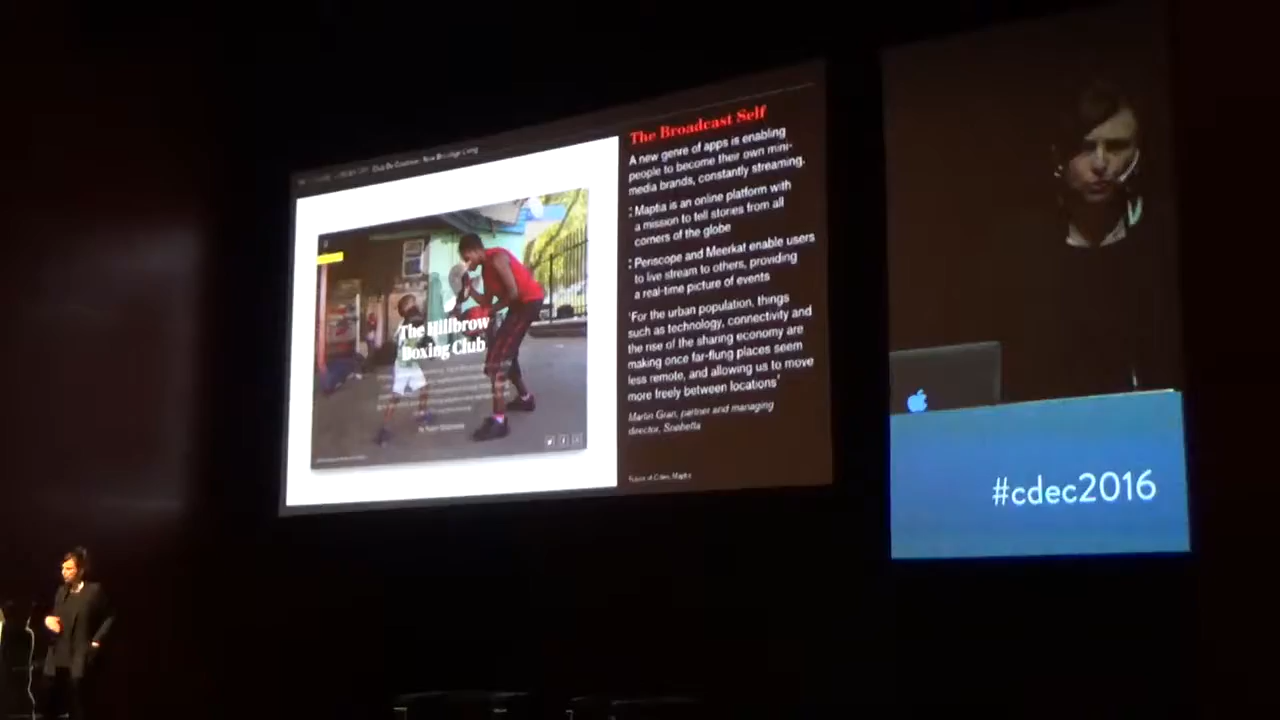 The Hillbrow
Boxing Club
The Broadcast Self
A new genre of apps is enabling
people to become their own mini-
media brands, constantly streaming.
: Maptia is an online platform with
a mission to tell stories from all
corners of the globe
: Periscope and Meerkat enable users
to live stream to others, providing
a real-time picture of events
'For the urban population, things
such as technology, connectivity and
the rise of the sharing economy are
making once far-flung places seem
less remote, and allowing us to move
more freely between locations'
Martin Gran, partner and managing
director, Snøhetta
#cdec2016